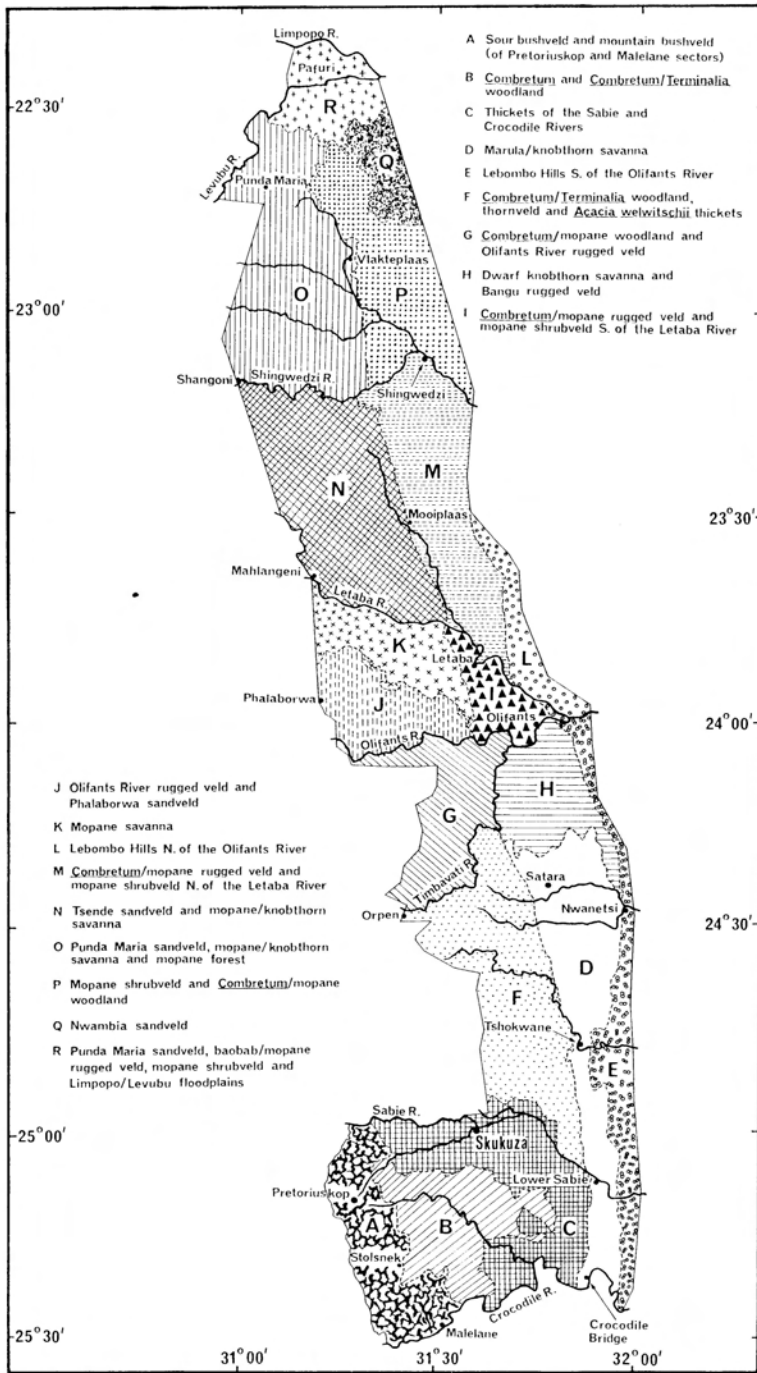 Limpopo R.
Pafuri
R
Levubu R.
Punda Maria
Q
Vlakteplaas
P
O
Shangoni
Shingwedzi R.
Shingwedzi
N
M
Mooiplaas
Mahlangeni
Letaba R.
K
Letaba
L
I
Phalaborwa
J
Olifants
Olifants R.
H
G
Timbavati R.
Satara
Orpen
Nwanetsi
D
F
Tshokwane
E
Sabie R.
Skukuza
Lower Sabie
Pretoriuskop
A
B
C
Stolsnek
Crocodile R.
Malelane
Crocodile
Bridge
A Sour bushveld and mountain bushveld
(of Pretoriuskop and Malelane sectors)
B Combretum and Combretum/Terminalia
woodland
C Thickets of the Sabie and
Crocodile Rivers
D Marula/knobthorn savanna
E Lebombo Hills S. of the Olifants River
F Combretum/Terminalia woodland,
thornveld and Acacia welwitschii thickets
G Combretum/mopane woodland and
Olifants River rugged veld
H Dwarf knobthorn savanna and
Bangu rugged veld
I Combretum/mopane rugged veld and
mopane shrubveld S. of the Letaba River
J Olifants River rugged veld and
Phalaborwa sandveld
K Mopane savanna
L Lebombo Hills N. of the Olifants River
M Combretum/mopane rugged veld and
mopane shrubveld N. of the Letaba River
N Tsende sandveld and mopane/knobthorn
savanna
O Punda Maria sandveld, mopane/knobthorn
savanna and mopane forest
P Mopane shrubveld and Combretum/mopane
woodland
Q Nwambia sandveld
R Punda Maria sandveld, baobab/mopane
rugged veld, mopane shrubveld and
Limpopo/Levubu floodplains
22°30'
23°00'
23°30'
24°00'
24°30'
25°00'
25°30'
31°00'
31°30'
32°00'